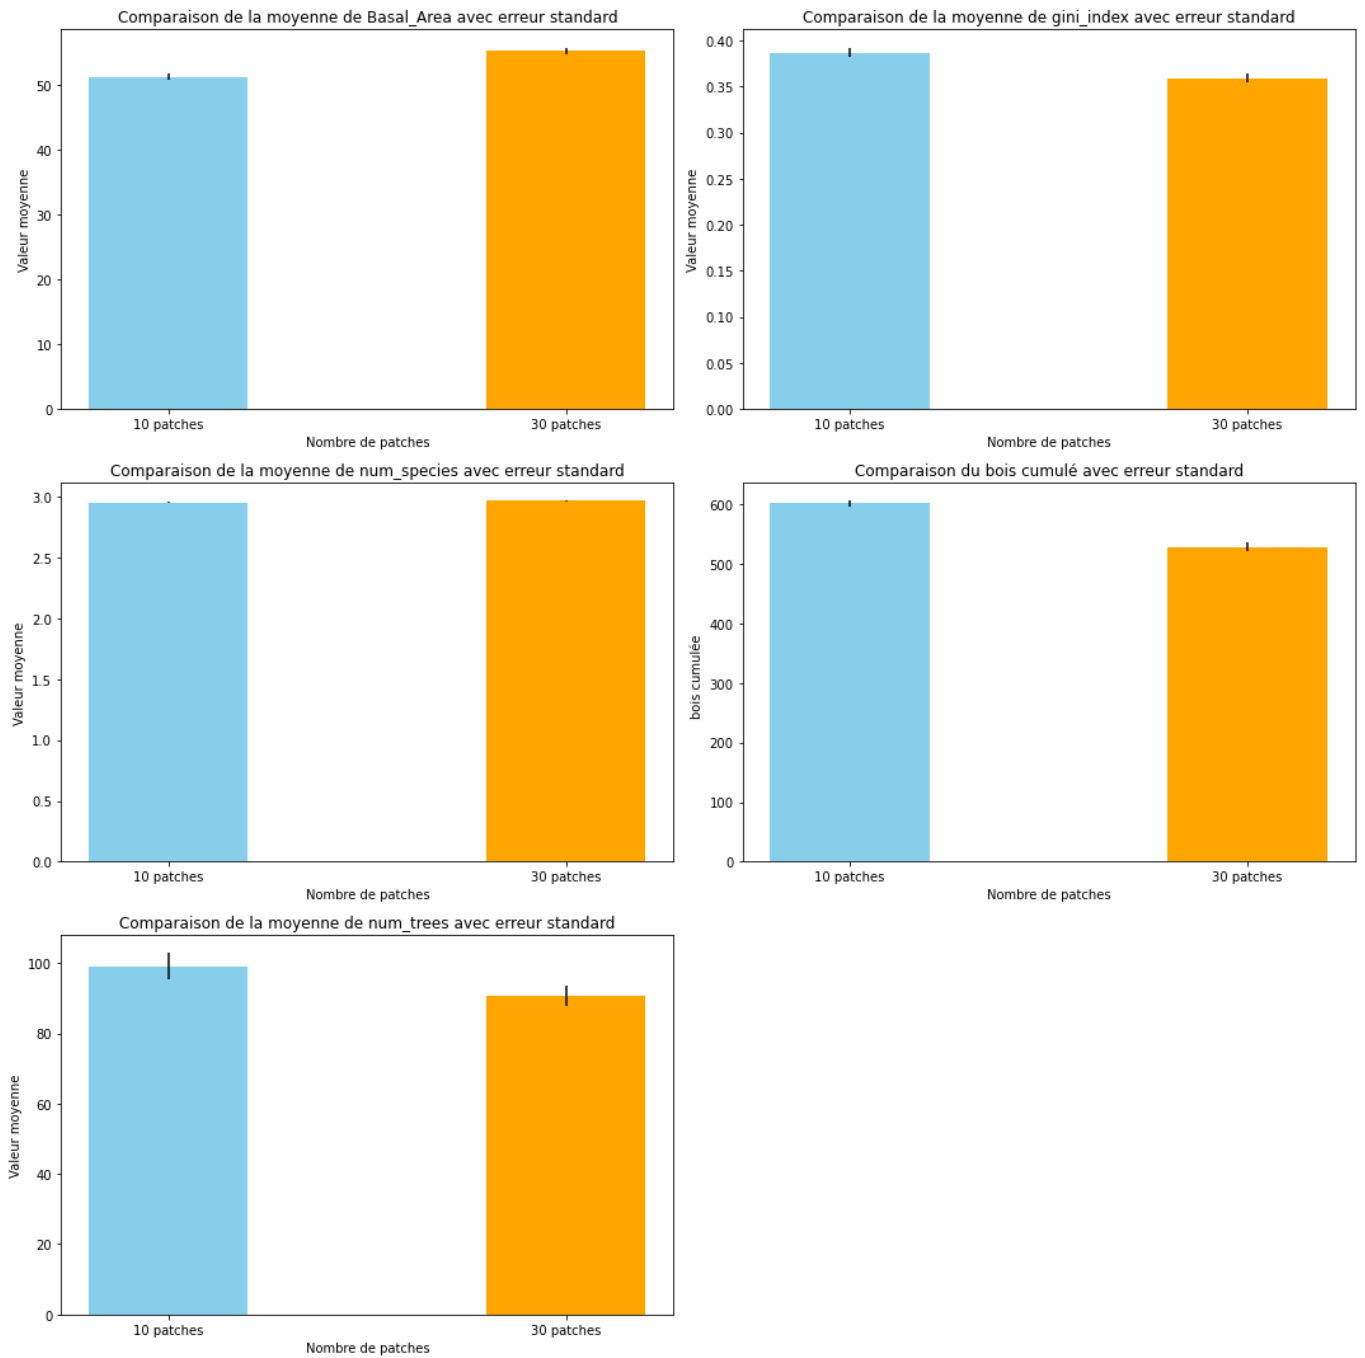 Comparaison de la moyenne de Basal_Area avec erreur standard
Valeur moyenne
50
40
30
20
10
0
10 patches
30 patches
Nombre de patches
Comparaison de la moyenne de gini_index avec erreur standard
Valeur moyenne
0.40
0.35
0.30
0.25
0.20
0.15
0.10
0.05
0.00
10 patches
30 patches
Nombre de patches
Comparaison de la moyenne de num_species avec erreur standard
Valeur moyenne
3.0
2.5
2.0
1.5
1.0
0.5
0.0
10 patches
30 patches
Nombre de patches
Comparaison du bois cumulé avec erreur standard
bois cumulée
600
500
400
300
200
100
0
10 patches
30 patches
Nombre de patches
Comparaison de la moyenne de num_trees avec erreur standard
Valeur moyenne
100
80
60
40
20
0
10 patches
30 patches
Nombre de patches